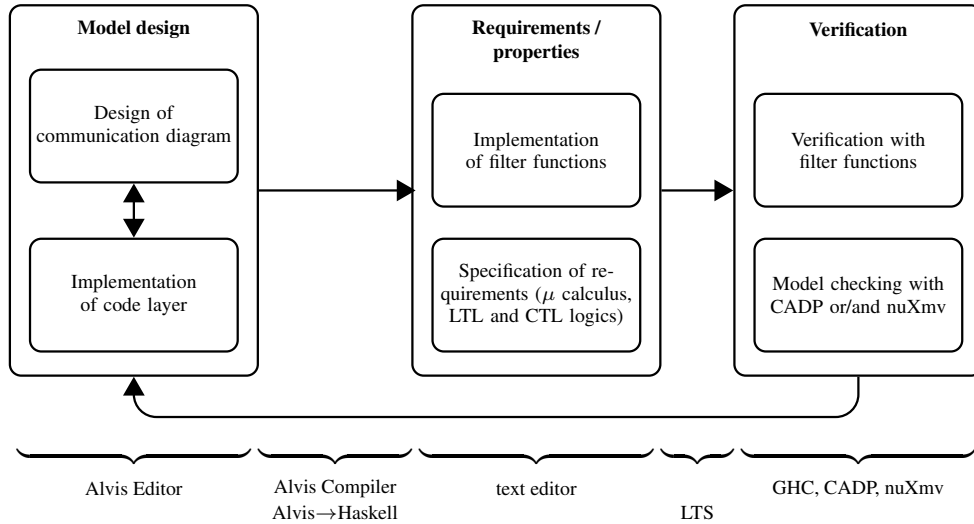 Model design
Design of
communication diagram
Implementation
of code layer
Requirements /
properties
Implementation
of filter functions
Specification of re-
quirements (μ calculus,
LTL and CTL logics)
Verification
Verification with
filter functions
Model checking with
CADP or/and nuXmv
Alvis Editor
Alvis Compiler
Alvis→Haskell
text editor
LTS
GHC, CADP, nuXmv